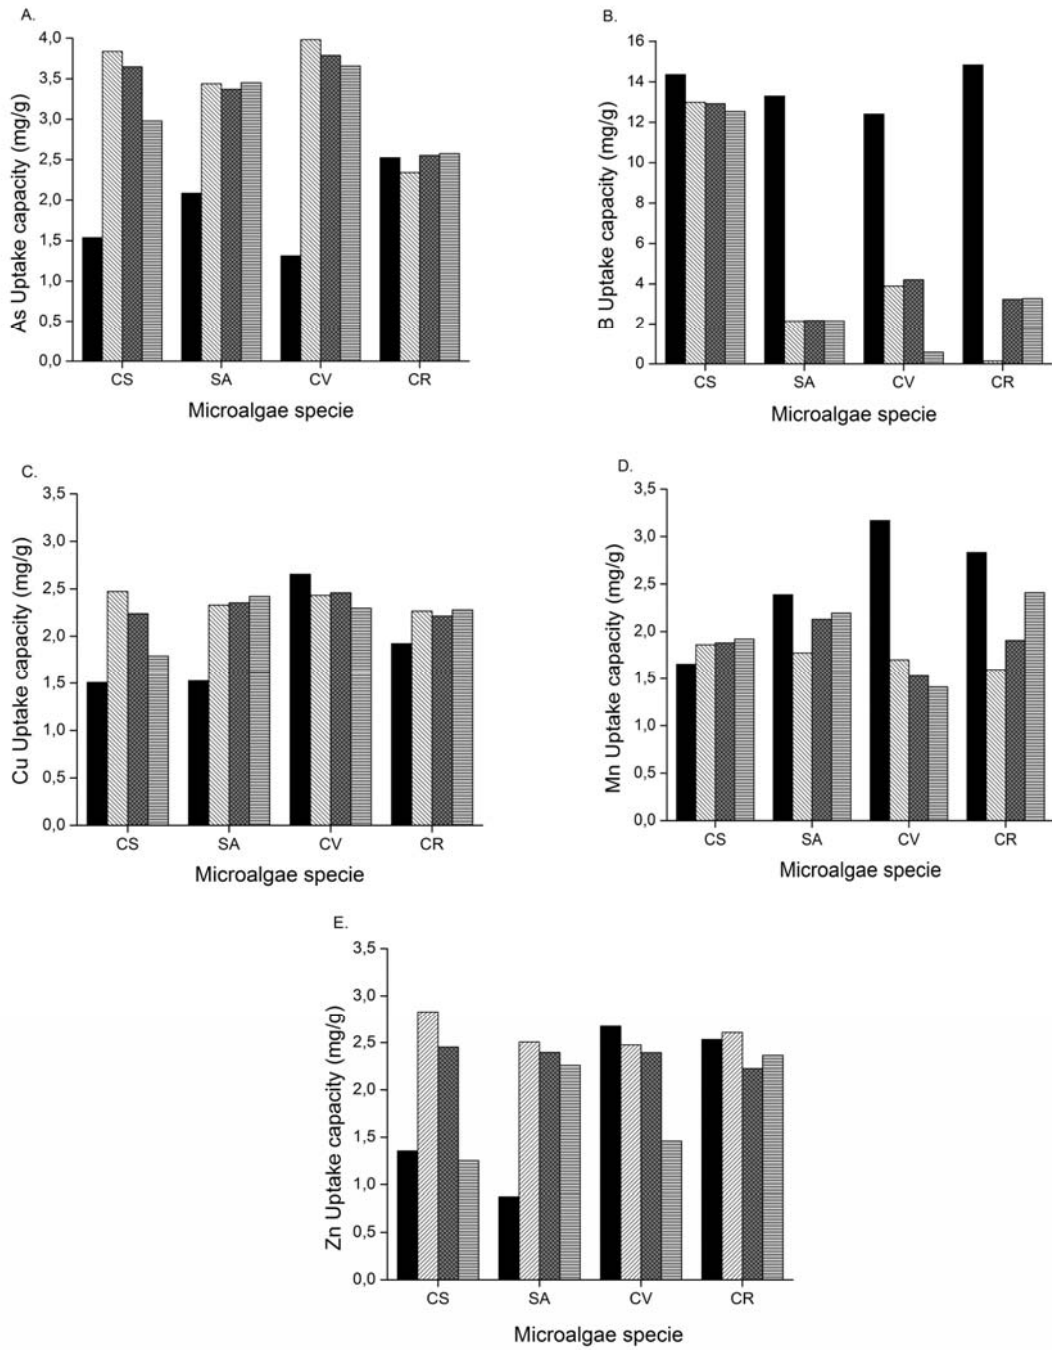 A.
As Uptake capacity (mg/g)
4,0
3,5
3,0
2,5
2,0
1,5
1,0
0,5
0,0
CS SA CV CR
Microalgae specie
B.
B Uptake capacity (mg/g)
16
14
12
10
8
6
4
2
0
CS SA CV CR
Microalgae specie
C.
Cu Uptake capacity (mg/g)
3,5
3,0
2,5
2,0
1,5
1,0
0,5
0,0
CS SA CV CR
Microalgae specie
D.
Mn Uptake capacity (mg/g)
3,5
3,0
2,5
2,0
1,5
1,0
0,5
0,0
CS SA CV CR
Microalgae specie
E.
Zn Uptake capacity (mg/g)
3,5
3,0
2,5
2,0
1,5
1,0
0,5
0,0
CS SA CV CR
Microalgae specie